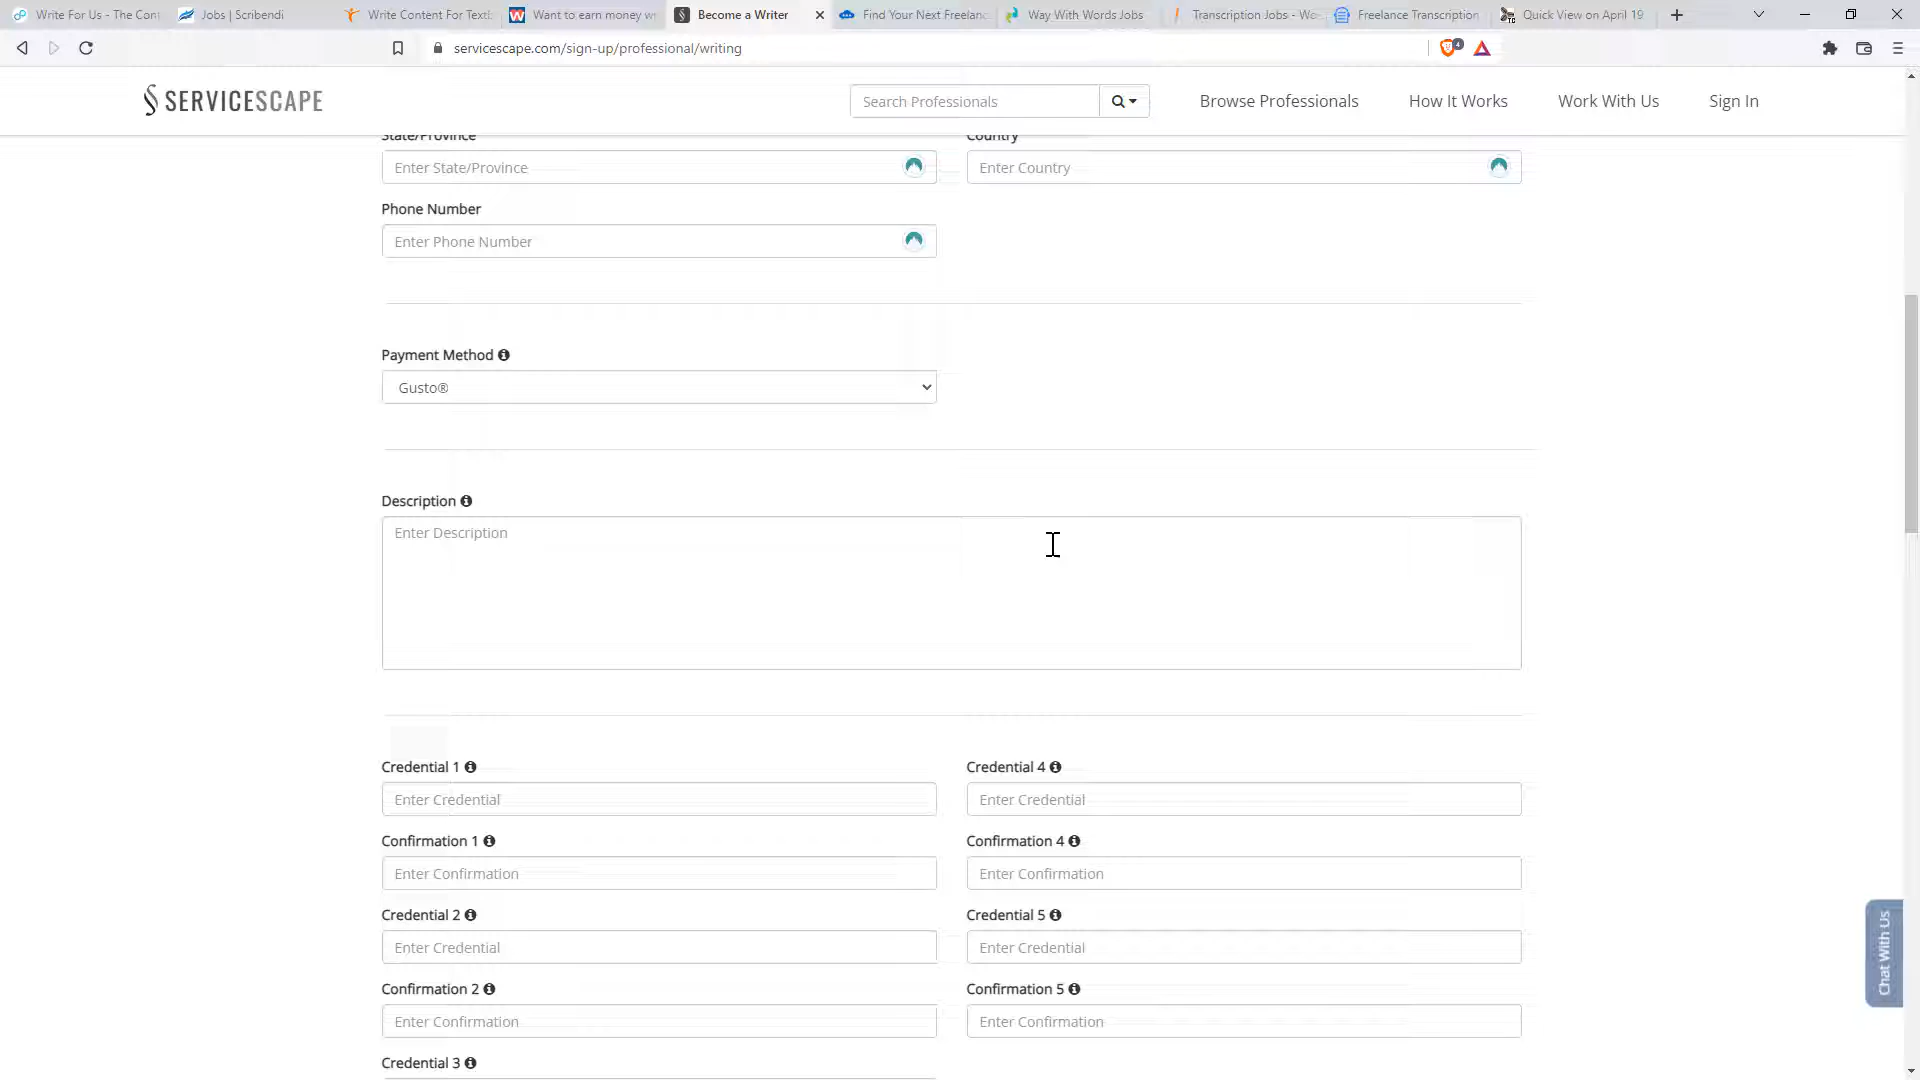 Write For Us - The Cont
Jobs | Scribendi
Write Content For Textb
Want to earn money w
Become a Writer
Find Your Next Freelanc
Way With Words Jobs
Transcription Jobs - Wo
Freelance Transcription
Quick View on April 19
servicescape.com/sign-up/professional/writing
4
SERVICESCAPE
Search Professionals
Browse Professionals
How It Works
Work With Us
Sign In
State/Province
Country
Enter State/Province
Enter Country
Phone Number
Enter Phone Number
Payment Method
Gusto®
Description
Enter Description
Credential 1
Credential 4
Enter Credential
Enter Credential
Confirmation 1
Confirmation 4
Enter Confirmation
Enter Confirmation
Credential 2
Credential 5
Enter Credential
Enter Credential
Confirmation 2
Confirmation 5
Enter Confirmation
Enter Confirmation
Credential 3
Chat With Us